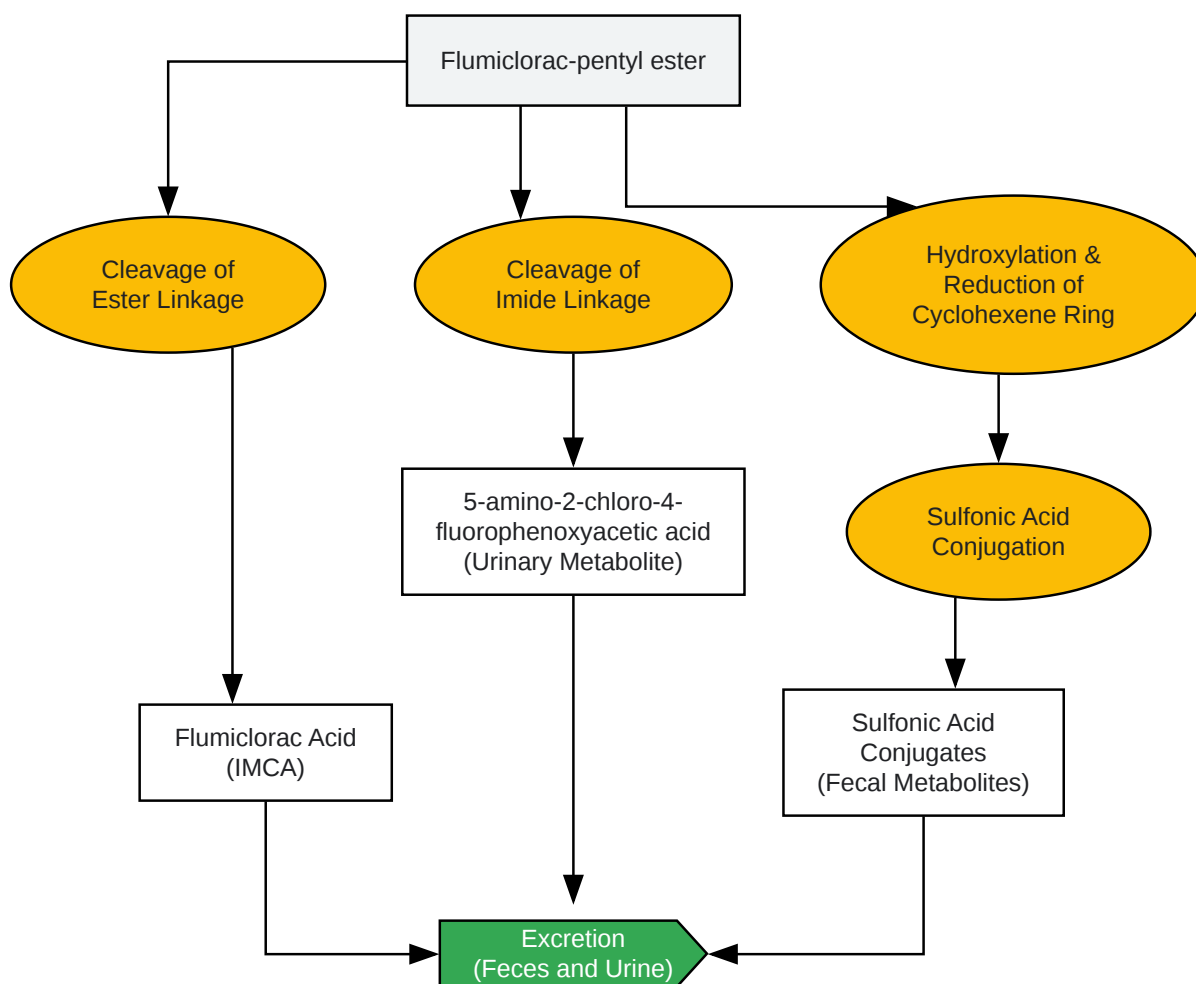 Flumiclorac-pentyl ester
Cleavage of
Ester Linkage
Cleavage of
Imide Linkage
Hydroxylation &
Reduction of
Cyclohexene Ring
5-amino-2-chloro-4-
fluorophenoxyacetic acid
(Urinary Metabolite)
Sulfonic Acid
Conjugation
Flumiclorac Acid
(IMCA)
Sulfonic Acid
Conjugates
(Fecal Metabolites)
Excretion
(Feces and Urine)